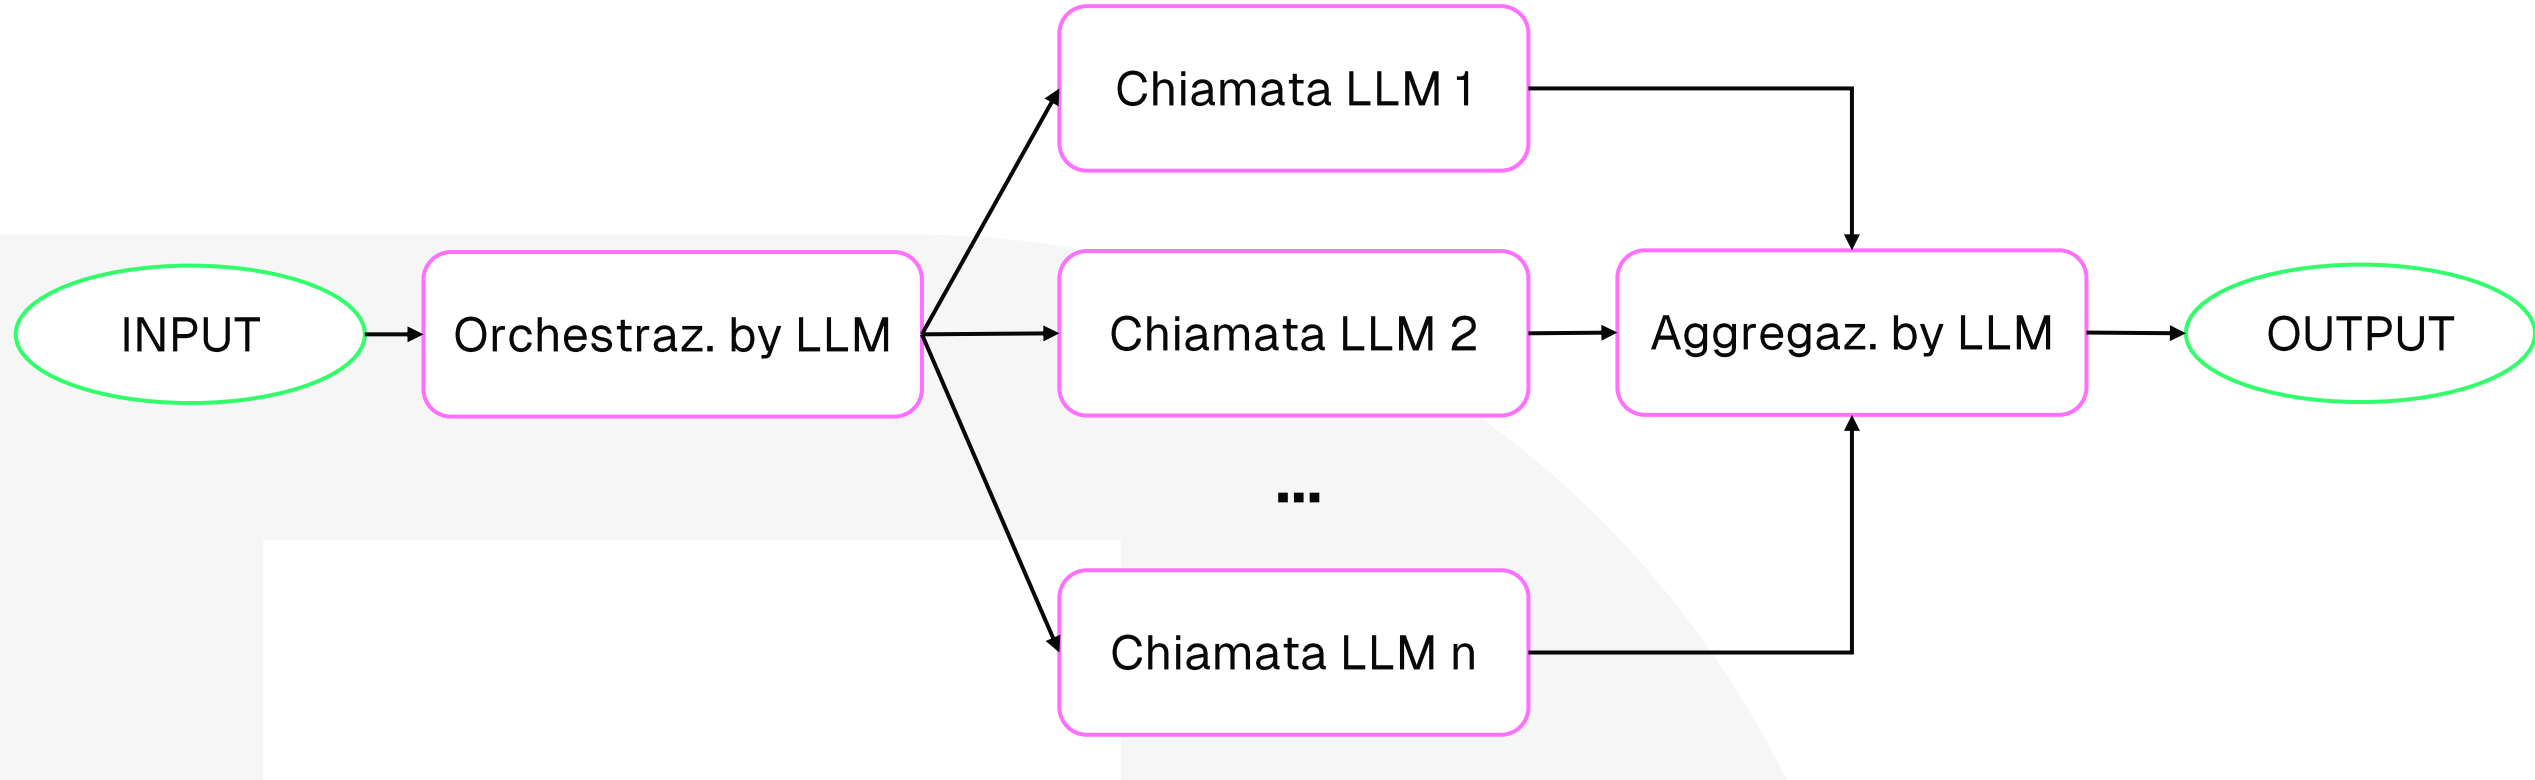 INPUT
Orchestraz. by LLM
Chiamata LLM 1
Chiamata LLM 2
...
Chiamata LLM n
Aggregaz. by LLM
OUTPUT